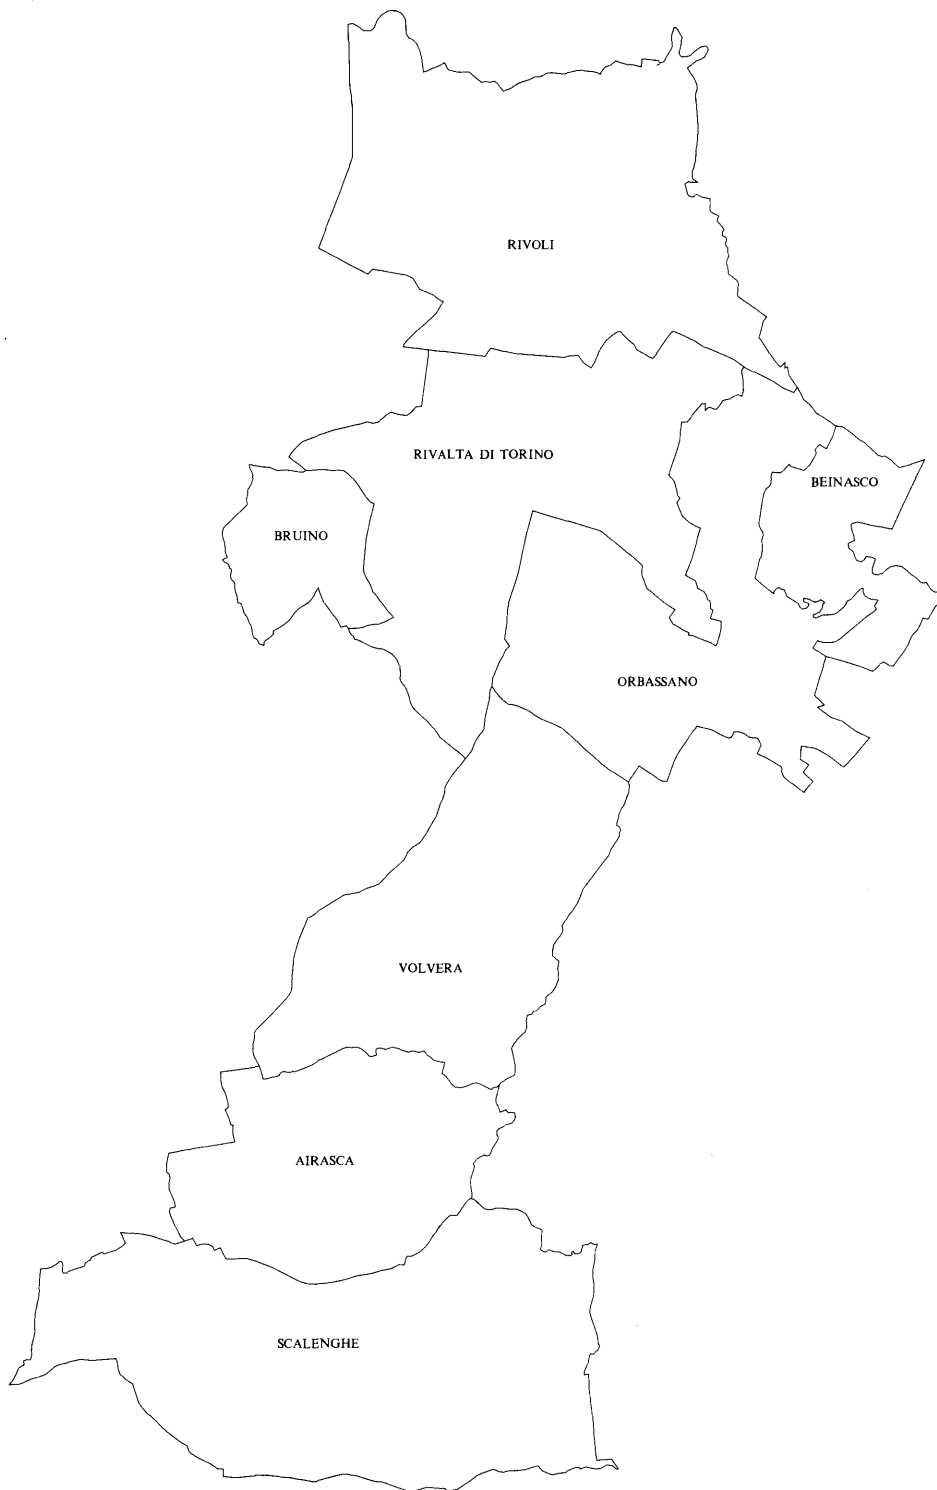 RIVOLI
RIVALTA DI TORINO
BEINASCO
BRUINO
ORBASSANO
VOLVERA
AIRASCA
SCALENGHE